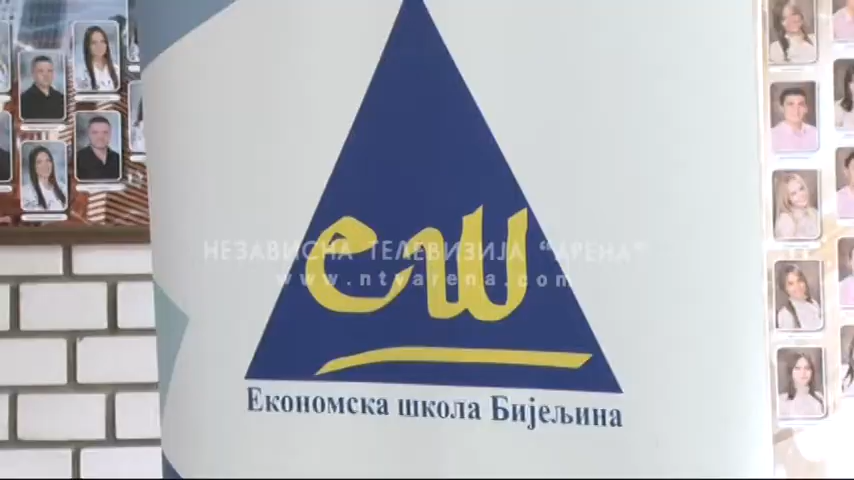 еш
НЕЗАВИСНА ТЕЛЕВИЗИЈА "АРЕНА"
www.ntvarena.com
Економска школа Бијељина